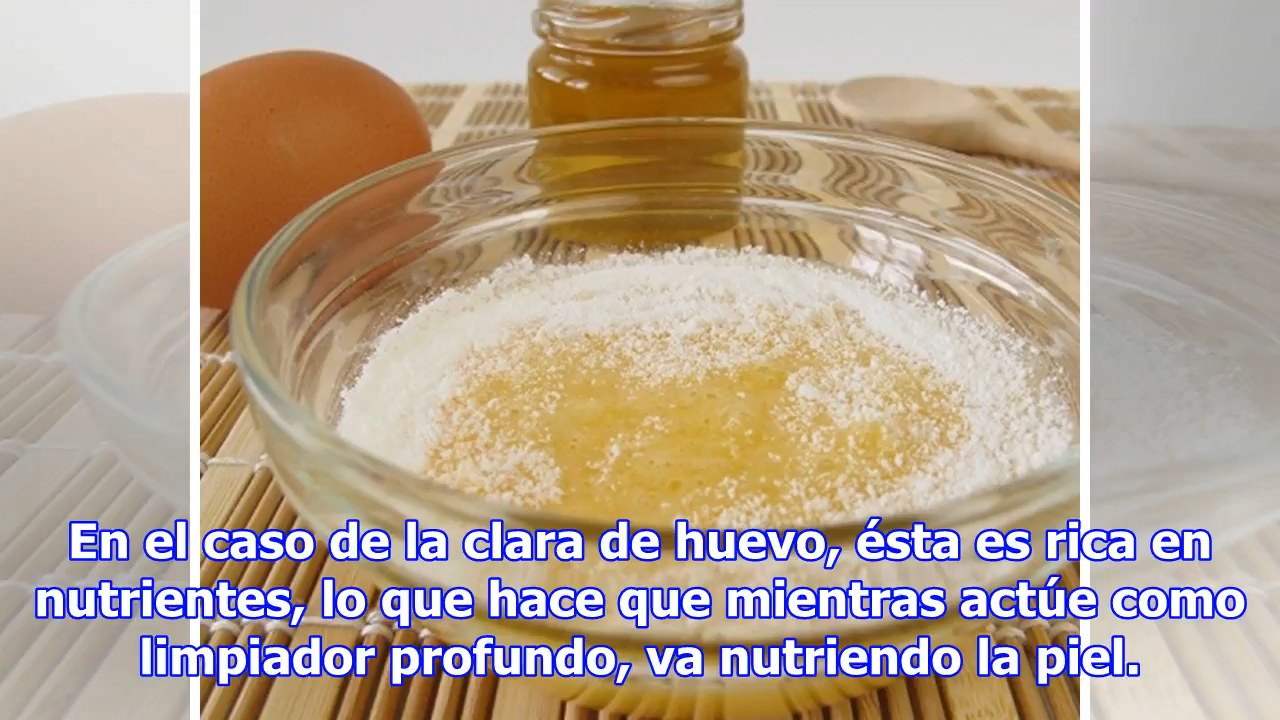 En el caso de la clara de huevo, ésta es rica en
nutrientes, lo que hace que mientras actúe como
limpiador profundo, va nutriendo la piel.